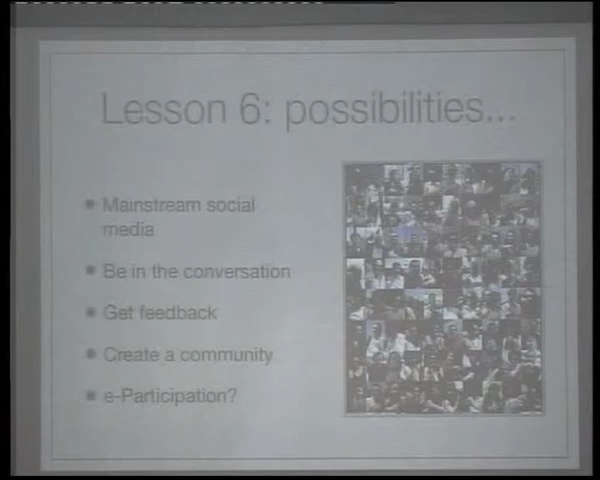 Lesson 6: possibilities...
Mainstream social
media
Be in the conversation
Get feedback
Create a community
e-Participation?